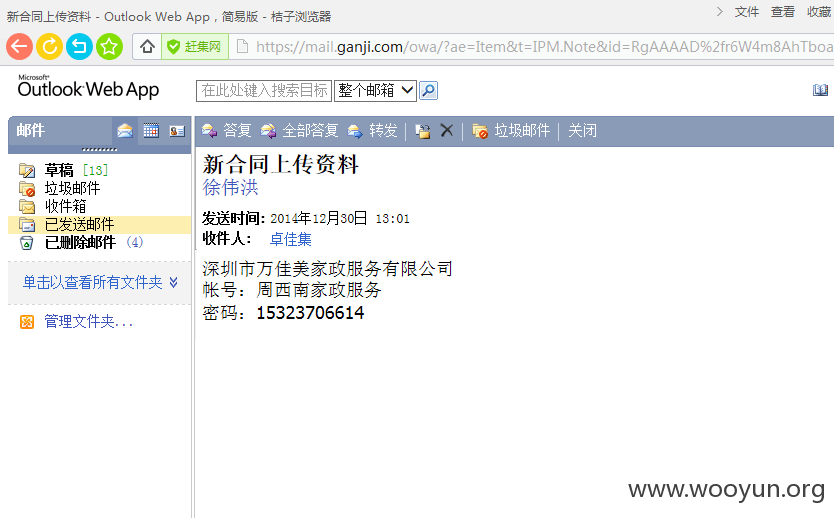 新合同上传资料 - Outlook Web App，简易版 - 桔子浏览器
文件 查看 收藏
赶集网 https://mail.ganji.com/owa/?ae=Item&t=IPM.Note&id=RgAAAAD%2fr6W4m8AhTboa
Microsoft®
Outlook Web App
在此处键入搜索目标 整个邮箱
邮件
答复 全部答复 转发 垃圾邮件 关闭
草稿 [13]
垃圾邮件
收件箱
已发送邮件
已删除邮件 (4)
单击以查看所有文件夹
管理文件夹...
新合同上传资料
徐伟洪
发送时间: 2014年12月30日 13:01
收件人： 卓佳集
深圳市万佳美家政服务有限公司
帐号：周西南家政服务
密码：15323706614
www.wooyun.org